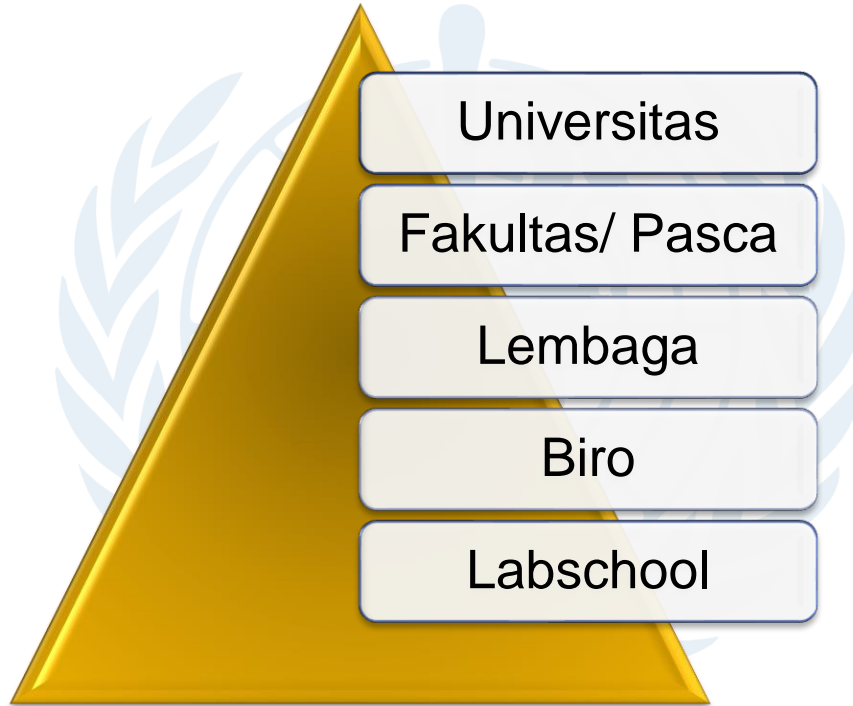 Universitas
Fakultas/ Pasca
Lembaga
Biro
Labschool